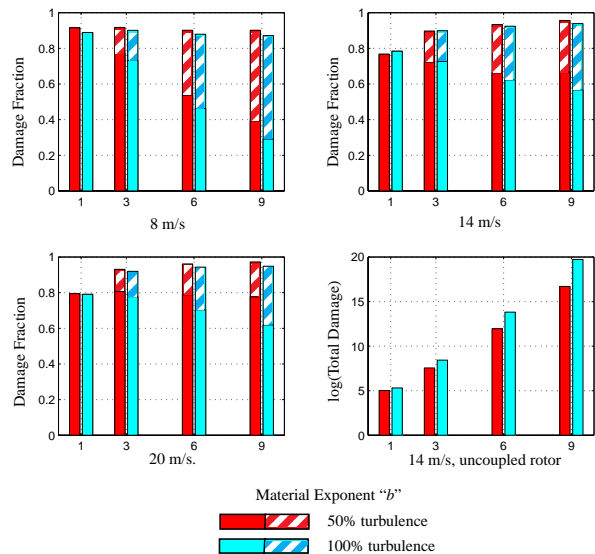 Damage Fraction
1
0.8
0.6
0.4
0.2
0
1 3 6 9
8 m/s
Damage Fraction
1
0.8
0.6
0.4
0.2
0
1 3 6 9
14 m/s
Damage Fraction
1
0.8
0.6
0.4
0.2
0
1 3 6 9
20 m/s.
log(Total Damage)
20
15
10
5
0
1 3 6 9
14 m/s, uncoupled rotor
Material Exponent “b”
50% turbulence
100% turbulence